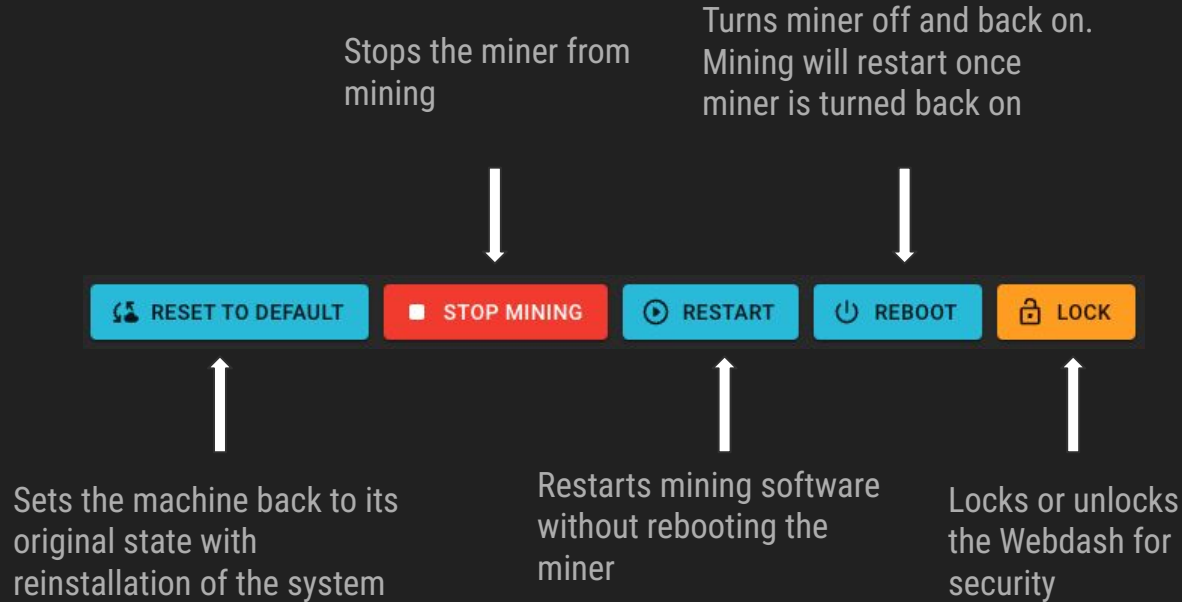 Stops the miner from
mining
Turns miner off and back on.
Mining will restart once
miner is turned back on
RESET TO DEFAULT
STOP MINING
RESTART
REBOOT
LOCK
Sets the machine back to its
original state with
reinstallation of the system
Restarts mining software
without rebooting the
miner
Locks or unlocks
the Webdash for
security